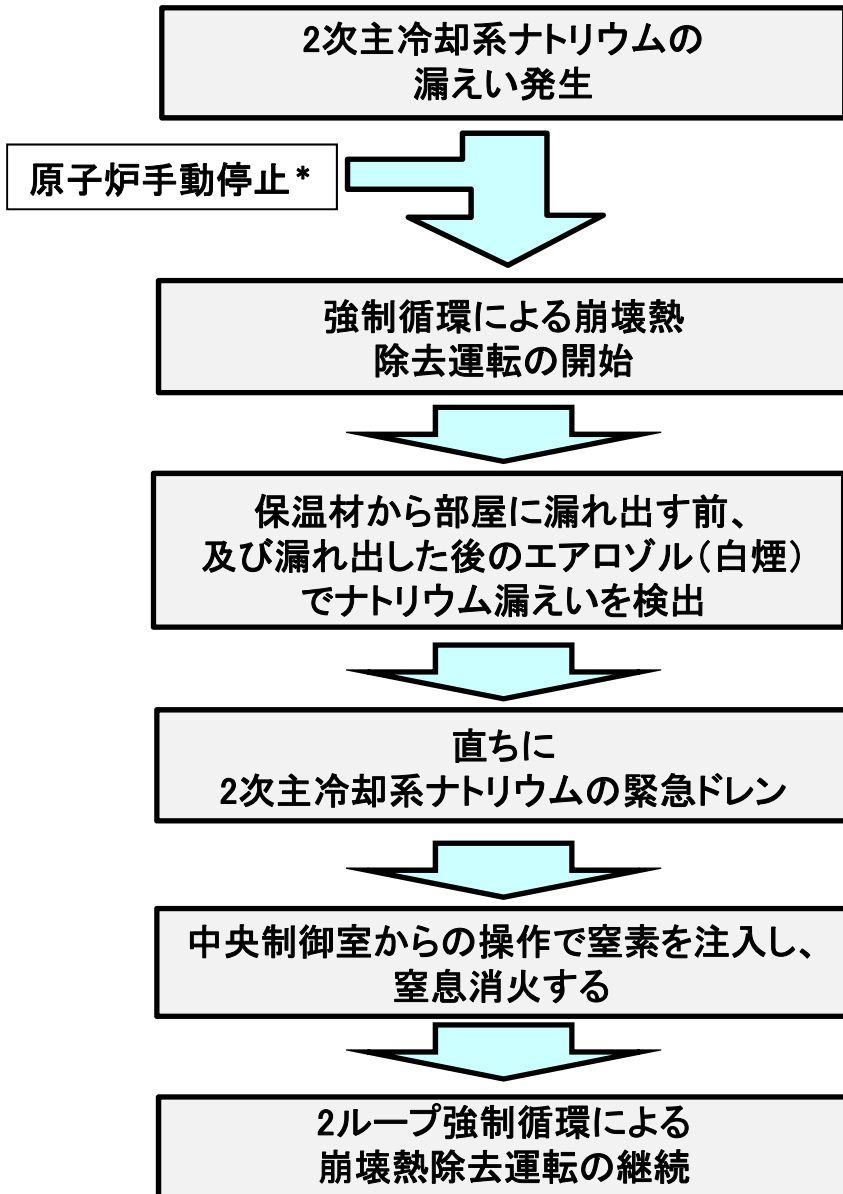 2次主冷却系ナトリウムの
漏えい発生
原子炉手動停止*
強制循環による崩壊熱
除去運転の開始
保温材から部屋に漏れ出す前、
及び漏れ出した後のエアロゾル(白煙)
でナトリウム漏えいを検出
直ちに
2次主冷却系ナトリウムの緊急ドレン
中央制御室からの操作で窒素を注入し、
窒息消火する
2ループ強制循環による
崩壊熱除去運転の継続